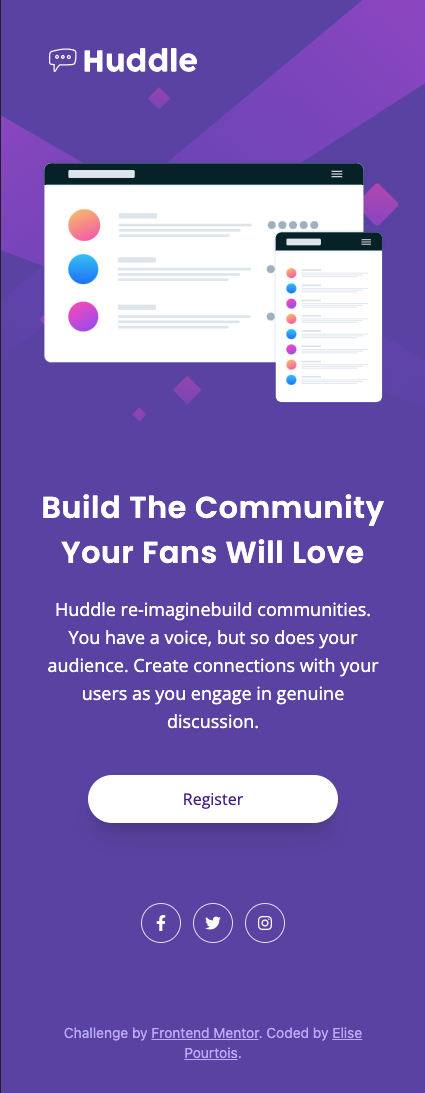 Huddle
Build The Community
Your Fans Will Love
Huddle re-imaginebuild communities.
You have a voice, but so does your
audience. Create connections with your
users as you engage in genuine
discussion.
Register
Challenge by Frontend Mentor. Coded by Elise
Pourtois.